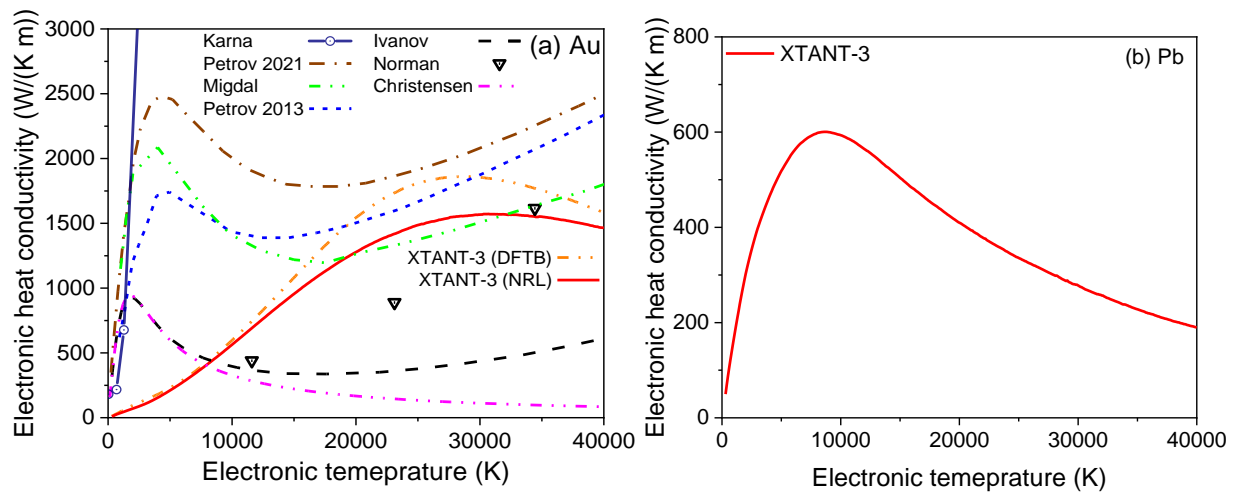 Electronic heat conductivity (W/(K m))
3000
2500
2000
1500
1000
500
0
(a) Au
Karna
Petrov 2021
Migdal
Petrov 2013
Ivanov
Norman
Christensen
XTANT-3 (DFTB)
XTANT-3 (NRL)
0
10000
20000
30000
40000
Electronic temeprature (K)
Electronic heat conductivity (W/(K m))
800
600
400
200
0
XTANT-3
(b) Pb
0
10000
20000
30000
40000
Electronic temeprature (K)